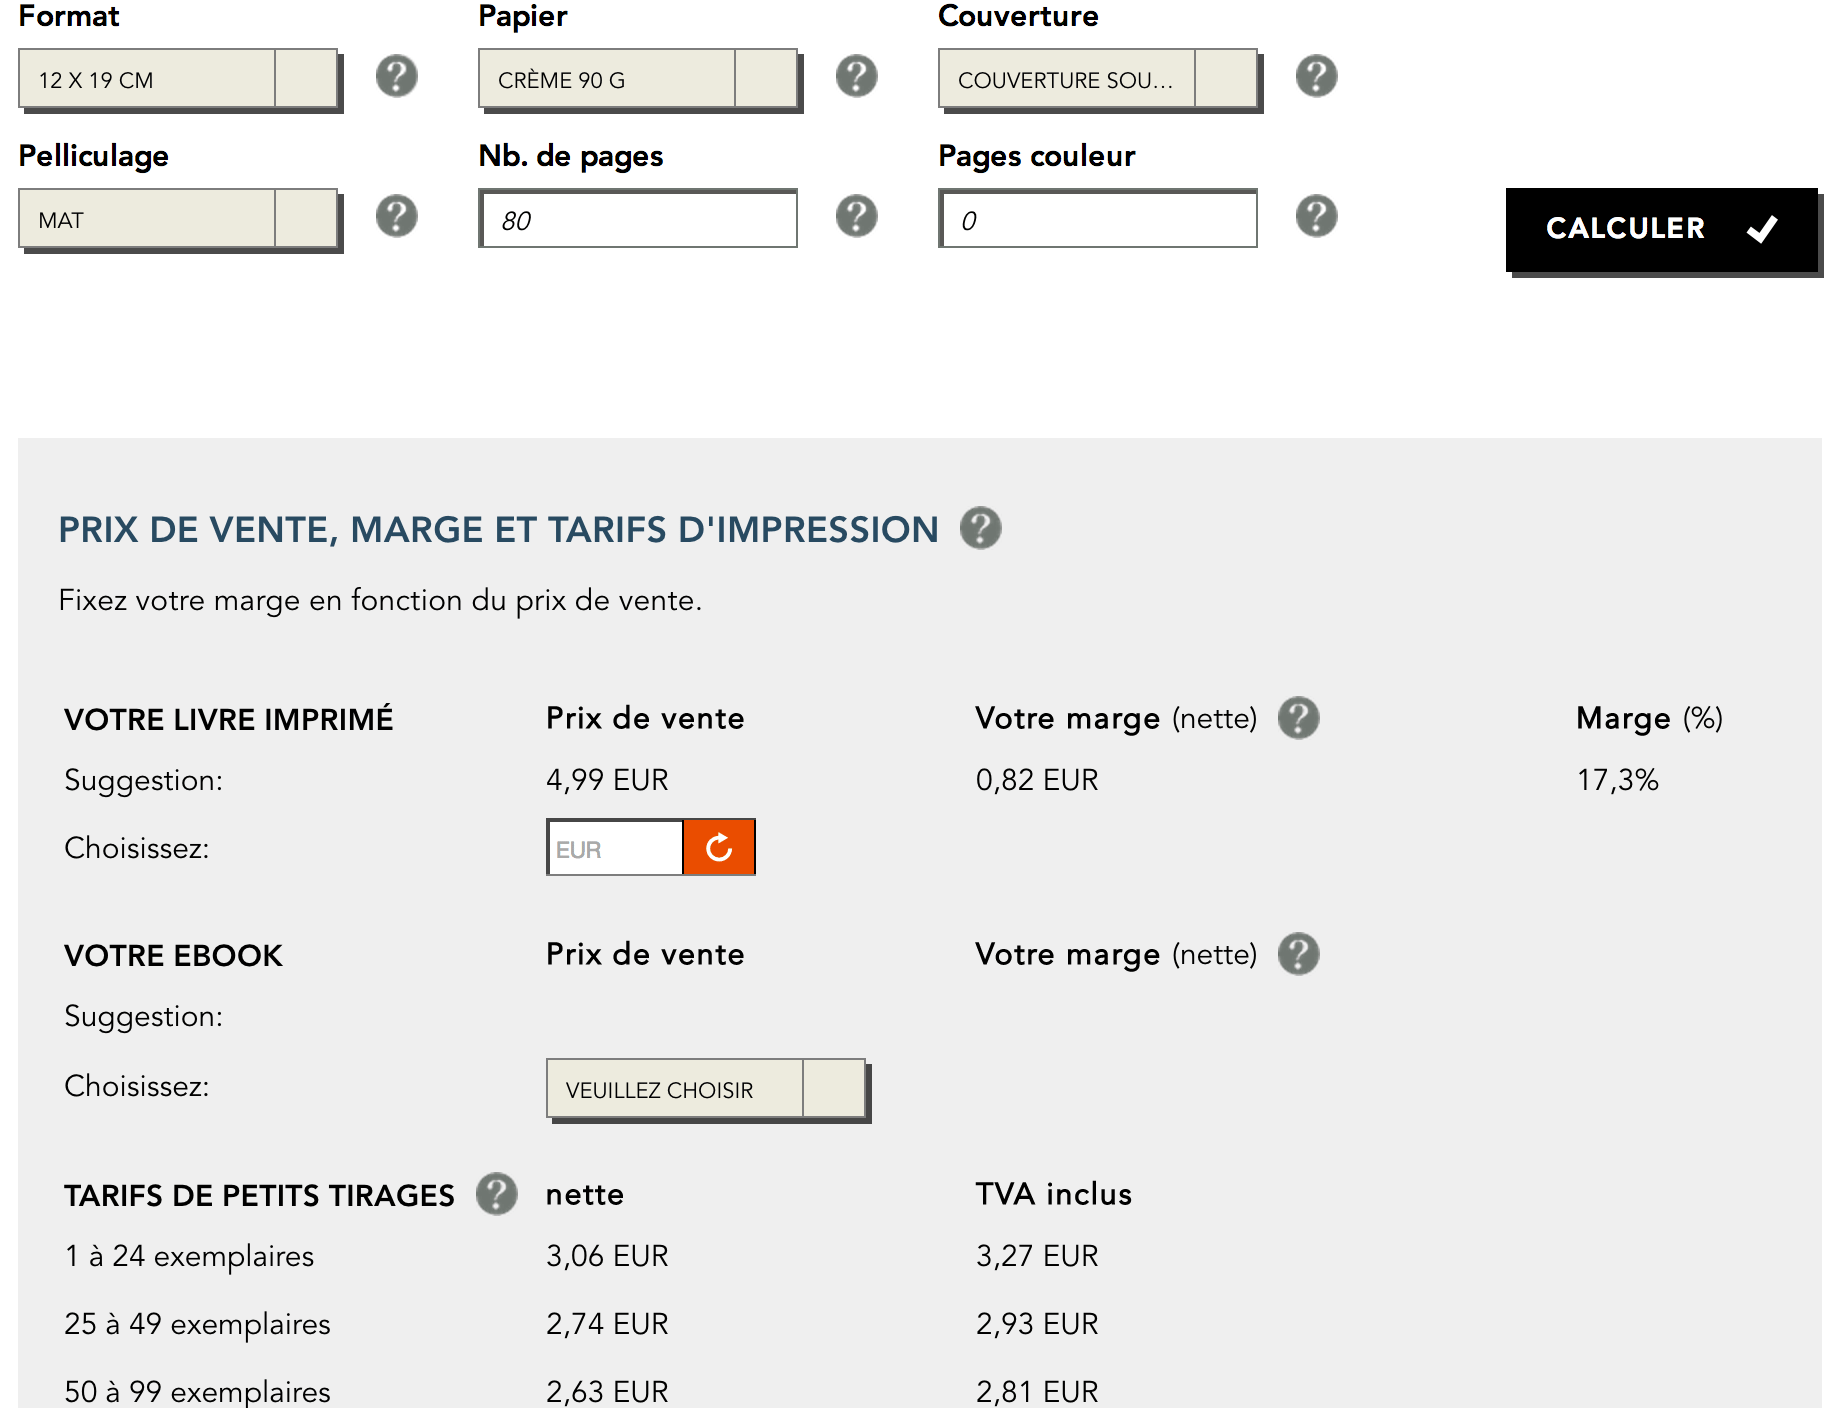 Format Papier Couverture
12 X 19 CM ? CRÈME 90 G ? COUVERTURE SOU... ?
Pelliculage Nb. de pages Pages couleur
MAT ? 80 ? 0 ? CALCULER
PRIX DE VENTE, MARGE ET TARIFS D'IMPRESSION ?
Fixez votre marge en fonction du prix de vente.
VOTRE LIVRE IMPRIMÉ Prix de vente Votre marge (nette) ? Marge (%)
Suggestion: 4,99 EUR 0,82 EUR 17,3%
Choisissez: EUR
VOTRE EBOOK Prix de vente Votre marge (nette) ?
Suggestion:
Choisissez: VEUILLEZ CHOISIR
TARIFS DE PETITS TIRAGES ? nette TVA inclus
1 à 24 exemplaires 3,06 EUR 3,27 EUR
25 à 49 exemplaires 2,74 EUR 2,93 EUR
50 à 99 exemplaires 2,63 EUR 2,81 EUR